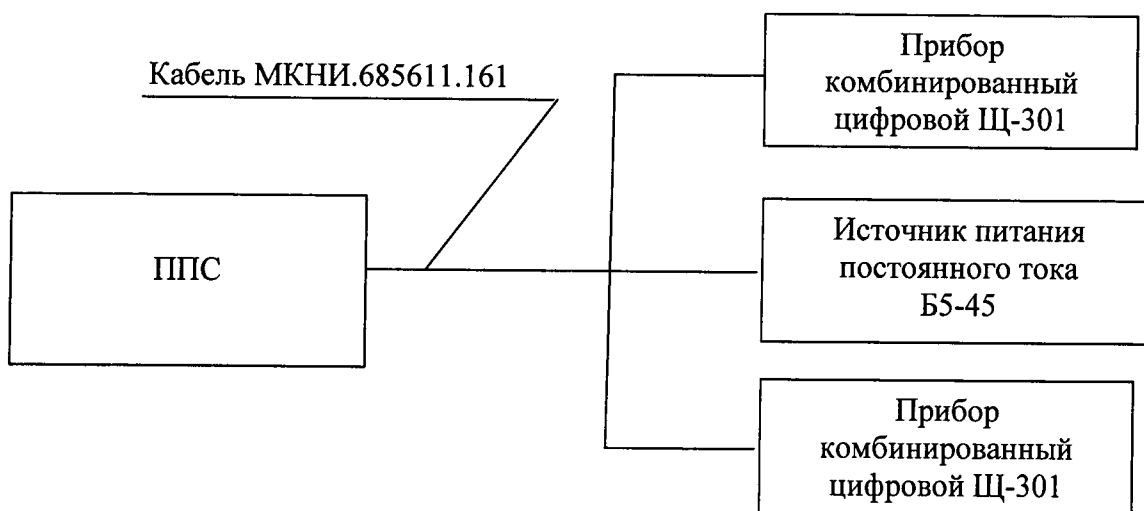 Кабель МКНИ.685611.161
Прибор
комбинированный
цифровой Щ-301
ППС
Источник питания
постоянного тока
Б5-45
Прибор
комбинированный
цифровой Щ-301